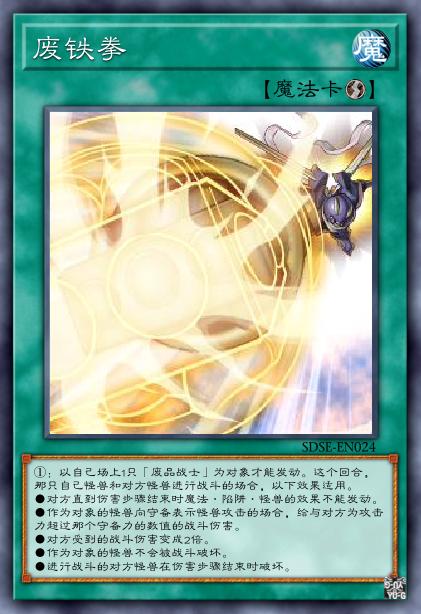 废铁拳
魔
【魔法卡】
SDSE-EN024
①：以自己场上1只「废品战士」为对象才能发动。这个回合，
那只自己怪兽和对方怪兽进行战斗的场合，以下效果适用。
●对方直到伤害步骤结束时魔法·陷阱·怪兽的效果不能发动。
●作为对象的怪兽向守备表示怪兽攻击的场合，给与对方为攻击
力超过那个守备力的数值的战斗伤害。
●对方受到的战斗伤害变成2倍。
●作为对象的怪兽不会被战斗破坏。
●进行战斗的对方怪兽在伤害步骤结束时破坏。